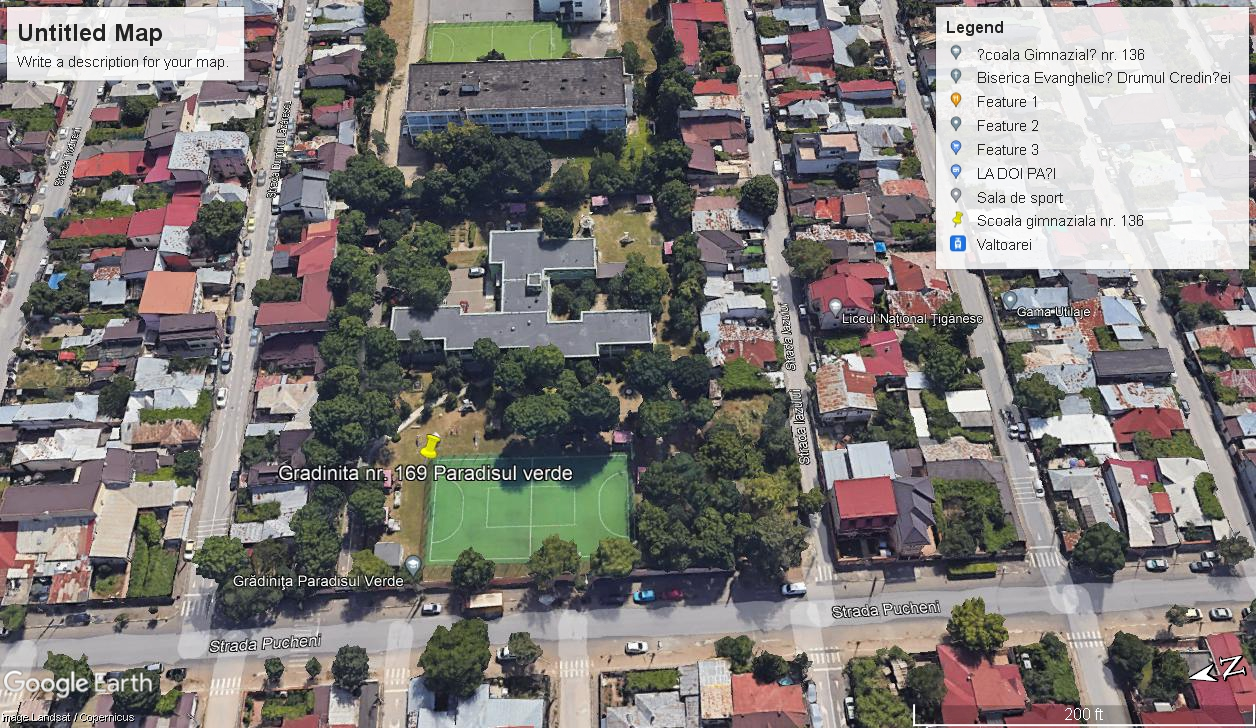 Untitled Map
Write a description for your map.
Legend
?coala Gimnazial? nr. 136
Biserica Evanghelic? Drumul Credin?ei
Feature 1
Feature 2
Feature 3
LA DOI PA?I
Sala de sport
Scoala gimnaziala nr. 136
Valtoarei
Liceul Național Țigănesc
Gama Utilaje
Strada Iazului
Strada Iazului
Gradinita nr. 169 Paradisul verde
Grădinița Paradisul Verde
Strada Pucheni
Strada Pucheni
Google Earth
Image Landsat / Copernicus
200 ft
Z